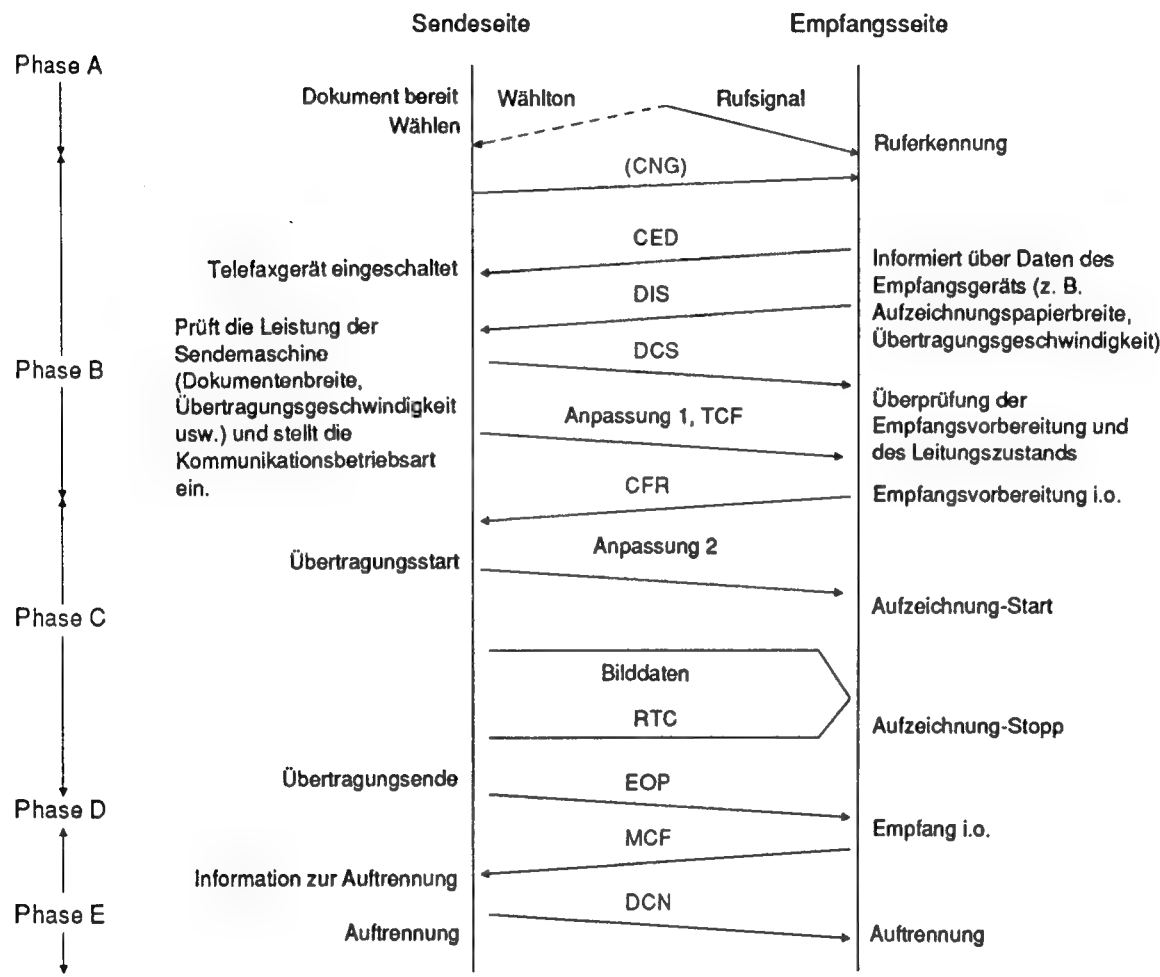 Sendeseite Empfangsseite
Phase A
Dokument bereit Wählton Rufsignal
Wählen
Ruferkennung
(CNG)
CED
Telefaxgerät eingeschaltet
Informiert über Daten des
Empfangsgeräts (z. B.
Aufzeichnungspapierbreite,
Übertragungsgeschwindigkeit)
DIS
Prüft die Leistung der
Sendemaschine
(Dokumentenbreite,
Übertragungsgeschwindigkeit
usw.) und stellt die
Kommunikationsbetriebsart
ein.
DCS
Phase B
Anpassung 1, TCF
Überprüfung der
Empfangsvorbereitung und
des Leitungszustands
CFR
Empfangsvorbereitung i.o.
Anpassung 2
Übertragungsstart
Aufzeichnung-Start
Phase C
Bilddaten
RTC
Aufzeichnung-Stopp
Übertragungsende
EOP
Phase D
Empfang i.o.
MCF
Information zur Auftrennung
DCN
Phase E
Auftrennung
Auftrennung